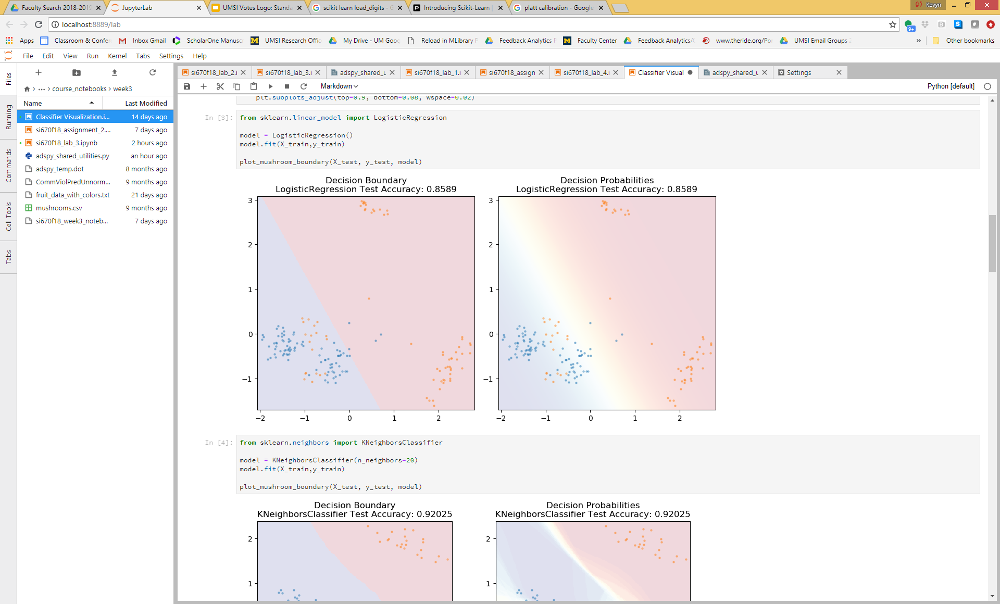 Faculty Search 2018-2019
JupyterLab
UMSI Votes Logo: Standa
scikit learn load_digits - G
Introducing Scikit-Learn
platt calibration - Google
Kevyn
localhost:8889/lab
9+
Apps
Classroom & Confer
Inbox Gmail
ScholarOne Manusc
UMSI Research Offic
My Drive - UM Goog
Reload in MLibrary P
Feedback Analytics P
Faculty Center
Feedback Analytics/
www.theride.org/Por
UMSI Email Groups
»
Other bookmarks
File Edit View Run Kernel Tabs Settings Help
Files
Running
Commands
Cell Tools
Tabs
> ... > course_notebooks > week3
Name Last Modified
Classifier Visualization.i... 14 days ago
si670f18_assignment_2.... 7 days ago
si670f18_lab_3.ipynb 2 hours ago
adspy_shared_utilities.py an hour ago
adspy_temp.dot 8 months ago
CommViolPredUnnorm... 9 months ago
fruit_data_with_colors.txt 21 days ago
mushrooms.csv 9 months ago
si670f18_week3_noteb... 7 days ago
si670f18_lab_2.i
si670f18_lab_3.i
adspy_shared_u
si670f18_lab_1.i
si670f18_assign
si670f18_lab_4.i
Classifier Visual
adspy_shared_u
Settings
Markdown
Python [default]
plt.subplots_adjust(top=0.9, bottom=0.08, wspace=0.02)
In [3]:
from sklearn.linear_model import LogisticRegression
model = LogisticRegression()
model.fit(X_train,y_train)
plot_mushroom_boundary(X_test, y_test, model)
Decision Boundary
LogisticRegression Test Accuracy: 0.8589
3
2
1
0
−1
−2 −1 0 1 2
Decision Probabilities
LogisticRegression Test Accuracy: 0.8589
3
2
1
0
−1
−2 −1 0 1 2
In [4]:
from sklearn.neighbors import KNeighborsClassifier
model = KNeighborsClassifier(n_neighbors=20)
model.fit(X_train,y_train)
plot_mushroom_boundary(X_test, y_test, model)
Decision Boundary
KNeighborsClassifier Test Accuracy: 0.92025
2
1
Decision Probabilities
KNeighborsClassifier Test Accuracy: 0.92025
2
1